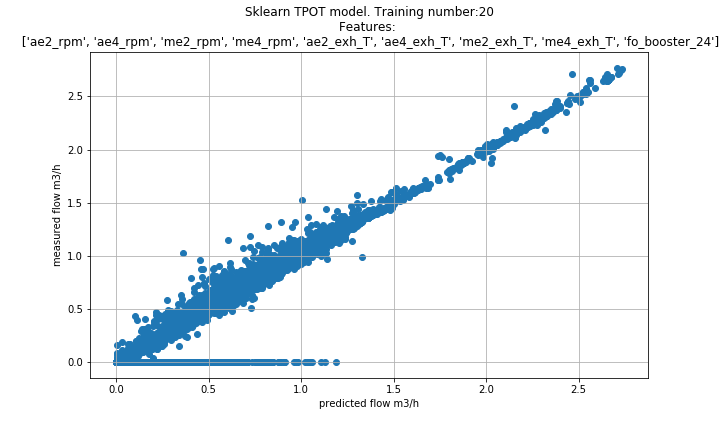 Sklearn TPOT model. Training number:20
Features:
['ae2_rpm', 'ae4_rpm', 'me2_rpm', 'me4_rpm', 'ae2_exh_T', 'ae4_exh_T', 'me2_exh_T', 'me4_exh_T', 'fo_booster_24']
2.5
2.0
1.5
1.0
0.5
0.0
measured flow m3/h
0.0 0.5 1.0 1.5 2.0 2.5
predicted flow m3/h